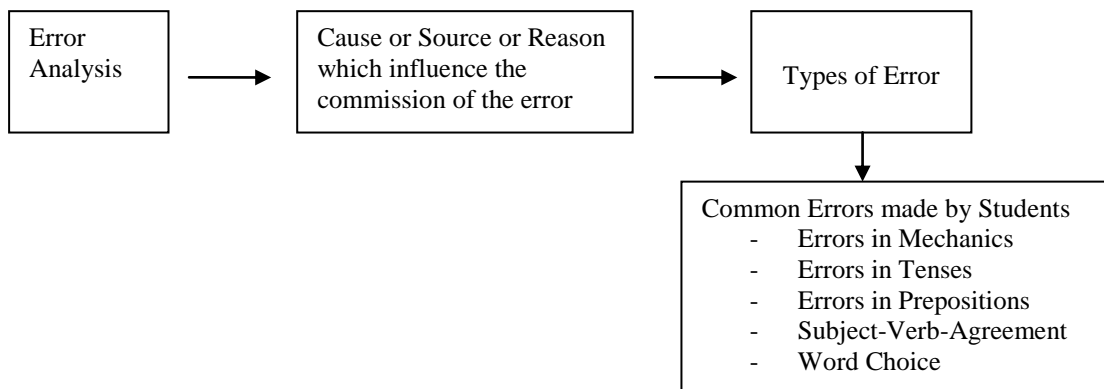 Error
Analysis
Cause or Source or Reason
which influence the
commission of the error
Types of Error
Common Errors made by Students
- Errors in Mechanics
- Errors in Tenses
- Errors in Prepositions
- Subject-Verb-Agreement
- Word Choice